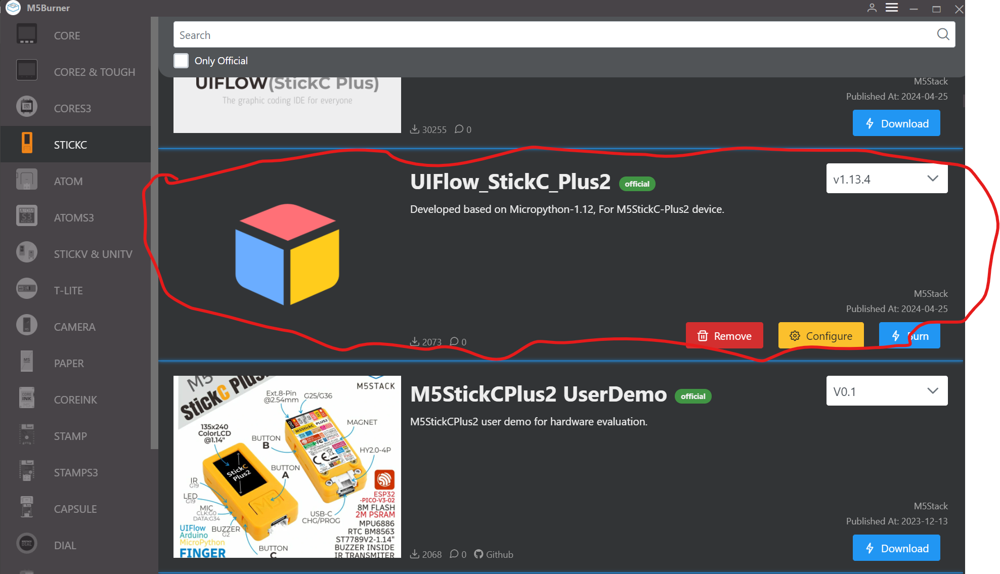 M5Burner
CORE
CORE2 & TOUGH
CORES3
STICKC
ATOM
ATOMS3
STICKV & UNITV
T-LITE
CAMERA
PAPER
COREINK
STAMP
STAMPS3
CAPSULE
DIAL
Search
Only Official
UIFLOW(StickC Plus)
The graphic coding IDE for everyone
M5Stack
Published At: 2024-04-25
30255 0
Download
UIFlow_StickC_Plus2 official
v1.13.4
Developed based on Micropython-1.12, For M5StickC-Plus2 device.
M5Stack
Published At: 2024-04-25
2073 0
Remove
Configure
Burn
M5StickCPlus2 UserDemo official
V0.1
M5StickCPlus2 user demo for hardware evaluation.
M5
StickC Plus
M5STACK
Ext.8-Pin
@2.54mm
G25/G36
135x240
ColorLCD
@1.14"
MAGNET
BUTTON
B
HY2.0-4P
StickC
Plus2
BUTTON
A
IR
G19
LED
G19
MIC
CLK:G0
DATA:G34
BUZZER
G2
USB-C
CHG/PROG
BUTTON
C
ESP32
-PICO-V3-02
8M FLASH
2M PSRAM
MPU6886
RTC BM8563
ST7789V2-1.14"
BUZZER INSIDE
IR TRANSMITER
UIFlow
Arduino
MicroPython
FINGER
M5Stack
Published At: 2023-12-13
2068 0 Github
Download